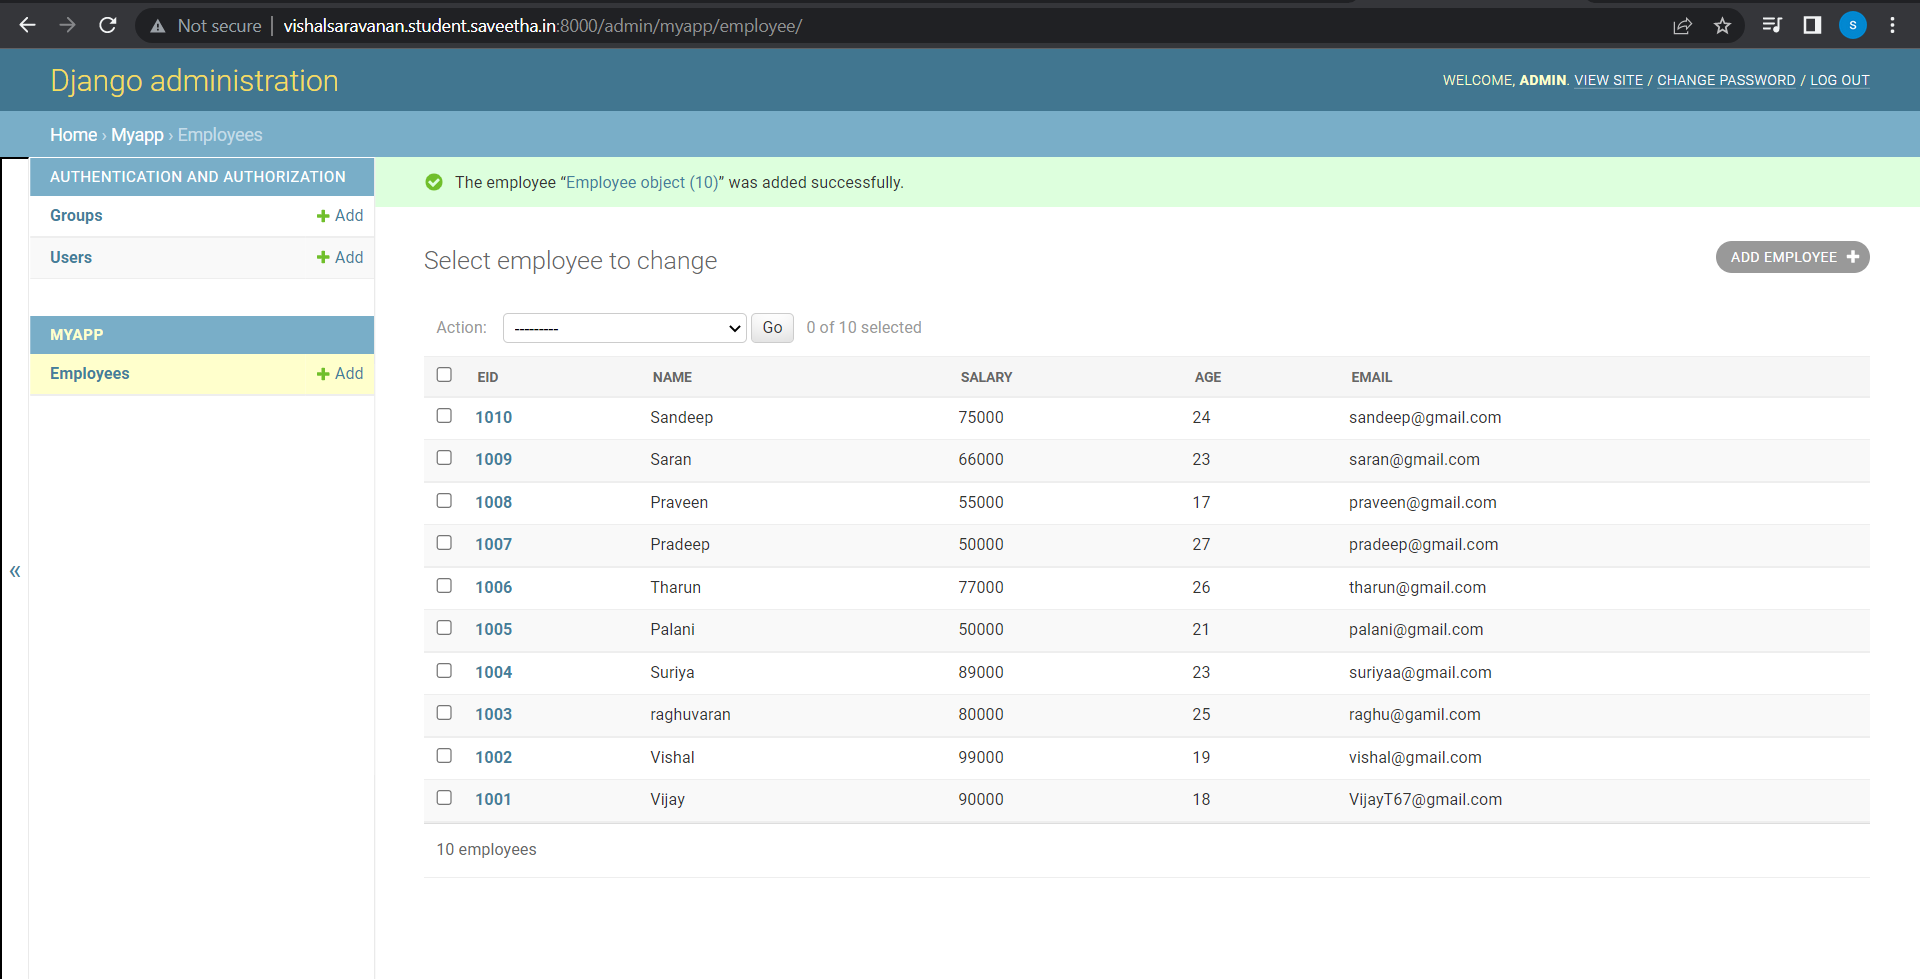 Not secure | vishalsaravanan.student.saveetha.in:8000/admin/myapp/employee/
S
Django administration
WELCOME, ADMIN. VIEW SITE / CHANGE PASSWORD / LOG OUT
Home › Myapp › Employees
AUTHENTICATION AND AUTHORIZATION
Groups + Add
Users + Add
MYAPP
Employees + Add
«
The employee “Employee object (10)” was added successfully.
Select employee to change
ADD EMPLOYEE +
Action: --------- Go 0 of 10 selected
EID NAME SALARY AGE EMAIL
1010 Sandeep 75000 24 sandeep@gmail.com
1009 Saran 66000 23 saran@gmail.com
1008 Praveen 55000 17 praveen@gmail.com
1007 Pradeep 50000 27 pradeep@gmail.com
1006 Tharun 77000 26 tharun@gmail.com
1005 Palani 50000 21 palani@gmail.com
1004 Suriya 89000 23 suriyaa@gmail.com
1003 raghuvaran 80000 25 raghu@gamil.com
1002 Vishal 99000 19 vishal@gmail.com
1001 Vijay 90000 18 VijayT67@gmail.com
10 employees